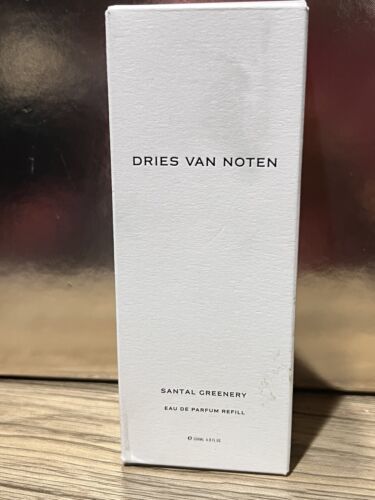 DRIES VAN NOTEN
SANTAL GREENERY
EAU DE PARFUM REFILL